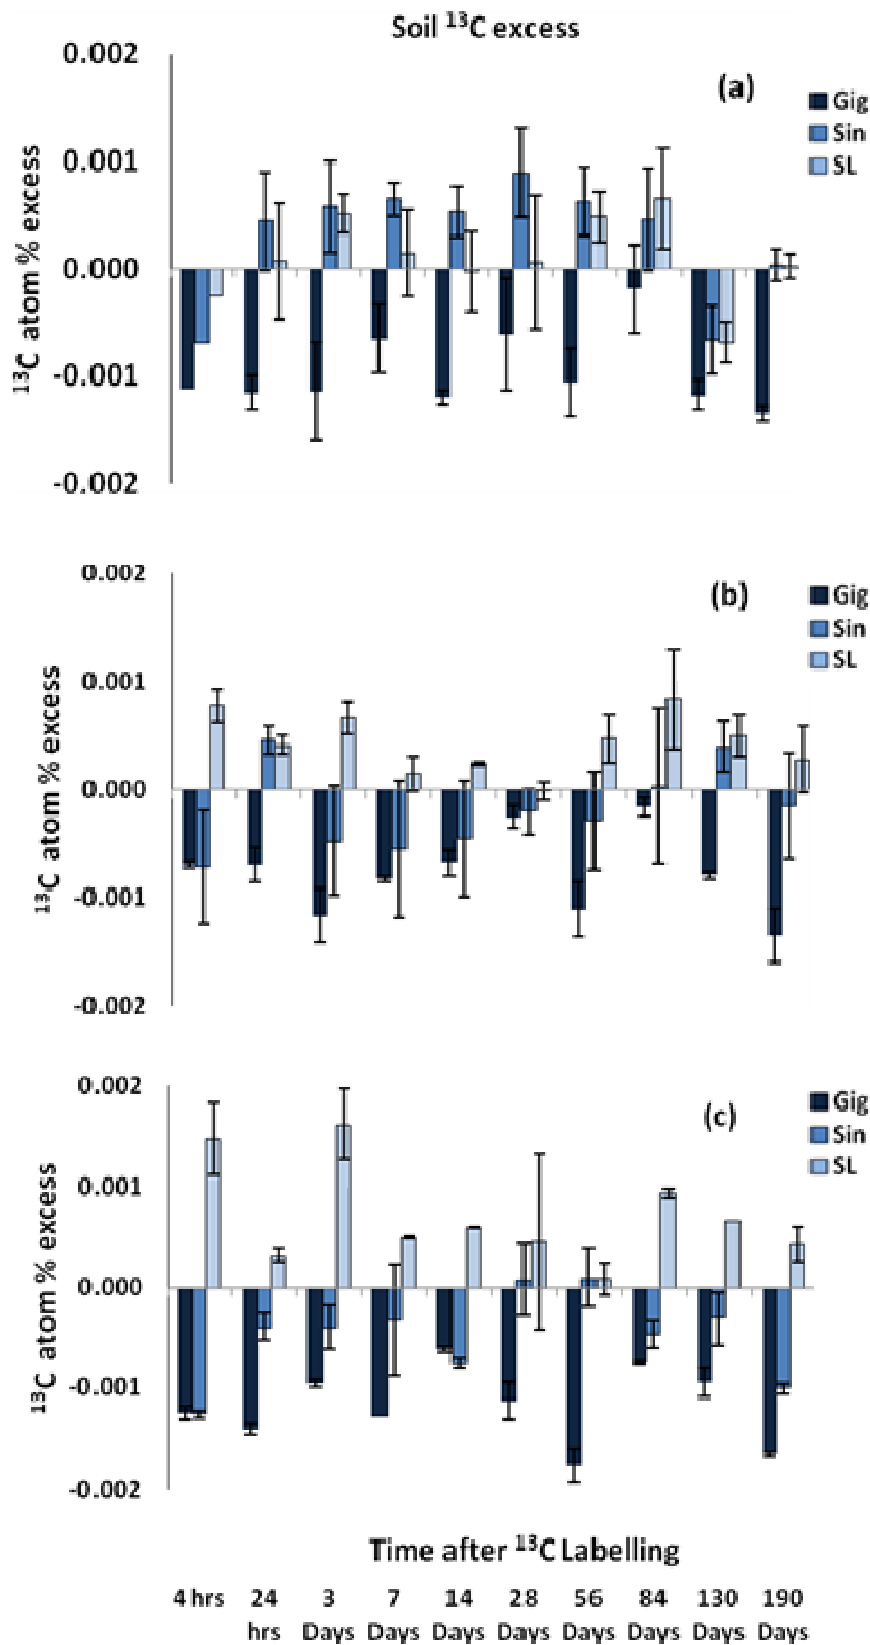 Soil ¹³C excess
0.002
0.001
0.000
-0.001
-0.002
¹³C atom % excess
(a)
Gig
Sin
SL
0.002
0.001
0.000
-0.001
-0.002
¹³C atom % excess
(b)
Gig
Sin
SL
0.002
0.001
0.000
-0.001
-0.002
¹³C atom % excess
(c)
Gig
Sin
SL
Time after ¹³C Labelling
4 hrs 24 3 7 14 28 56 84 130 190
hrs Days Days Days Days Days Days Days Days